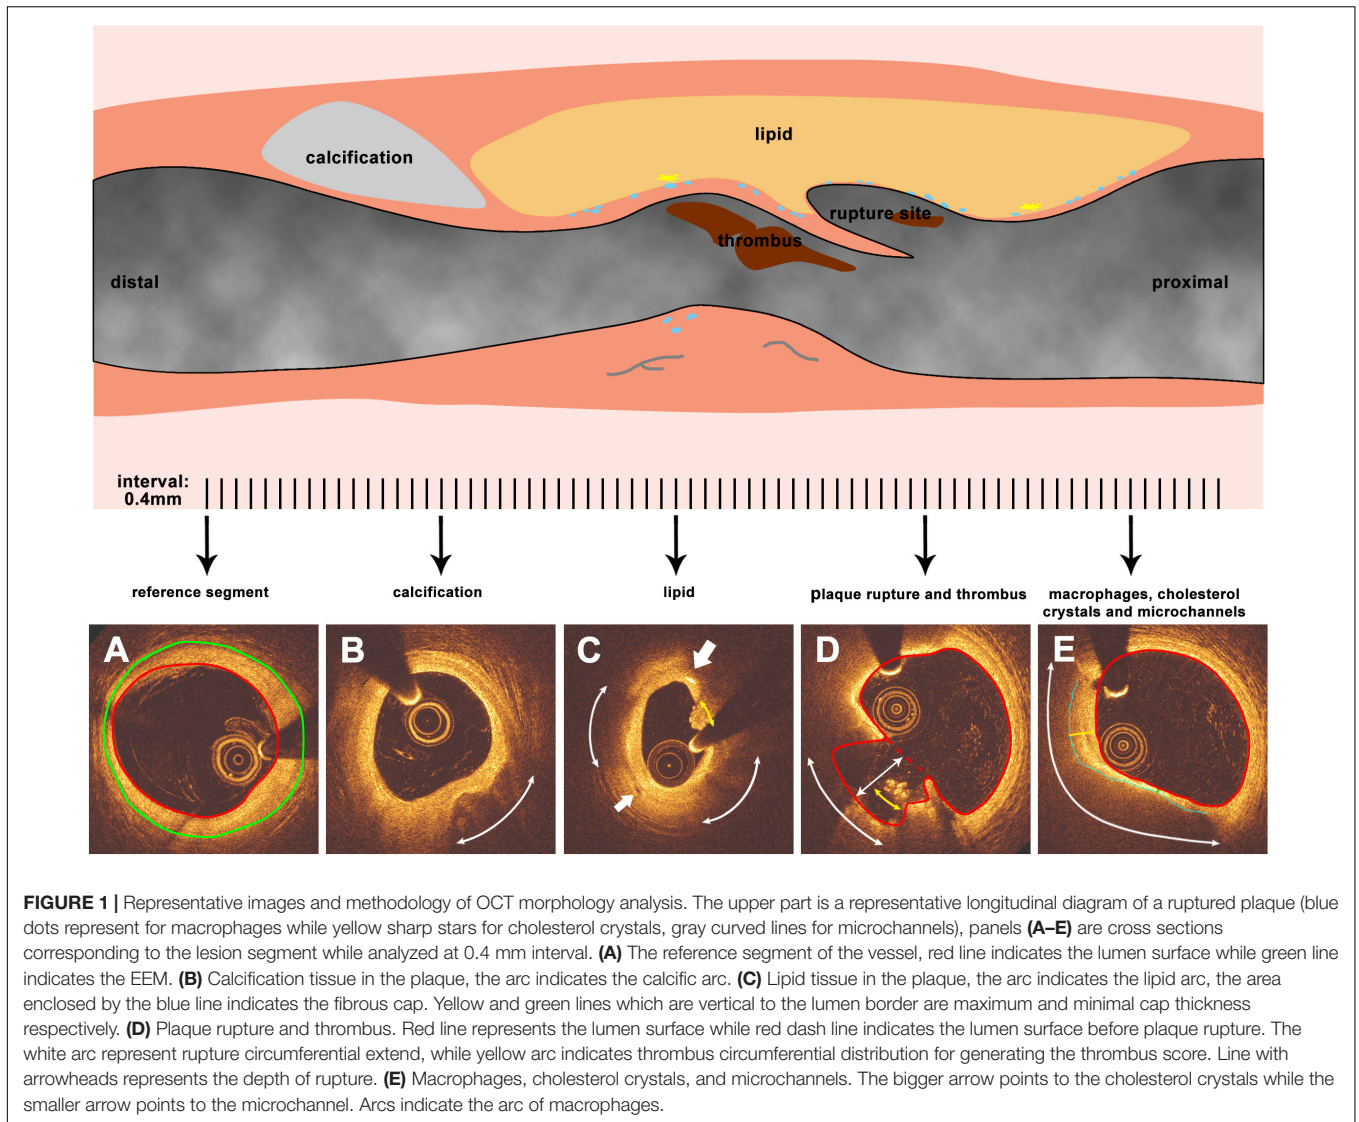 calcification
lipid
rupture site
thrombus
distal
proximal
interval:
0.4mm
reference segment
calcification
lipid
plaque rupture and thrombus
macrophages, cholesterol
crystals and microchannels
A
B
C
D
E
FIGURE 1 | Representative images and methodology of OCT morphology analysis. The upper part is a representative longitudinal diagram of a ruptured plaque (blue
dots represent for macrophages while yellow sharp stars for cholesterol crystals, gray curved lines for microchannels), panels (A–E) are cross sections
corresponding to the lesion segment while analyzed at 0.4 mm interval. (A) The reference segment of the vessel, red line indicates the lumen surface while green line
indicates the EEM. (B) Calcification tissue in the plaque, the arc indicates the calcific arc. (C) Lipid tissue in the plaque, the arc indicates the lipid arc, the area
enclosed by the blue line indicates the fibrous cap. Yellow and green lines which are vertical to the lumen border are maximum and minimal cap thickness
respectively. (D) Plaque rupture and thrombus. Red line represents the lumen surface while red dash line indicates the lumen surface before plaque rupture. The
white arc represent rupture circumferential extend, while yellow arc indicates thrombus circumferential distribution for generating the thrombus score. Line with
arrowheads represents the depth of rupture. (E) Macrophages, cholesterol crystals, and microchannels. The bigger arrow points to the cholesterol crystals while the
smaller arrow points to the microchannel. Arcs indicate the arc of macrophages.